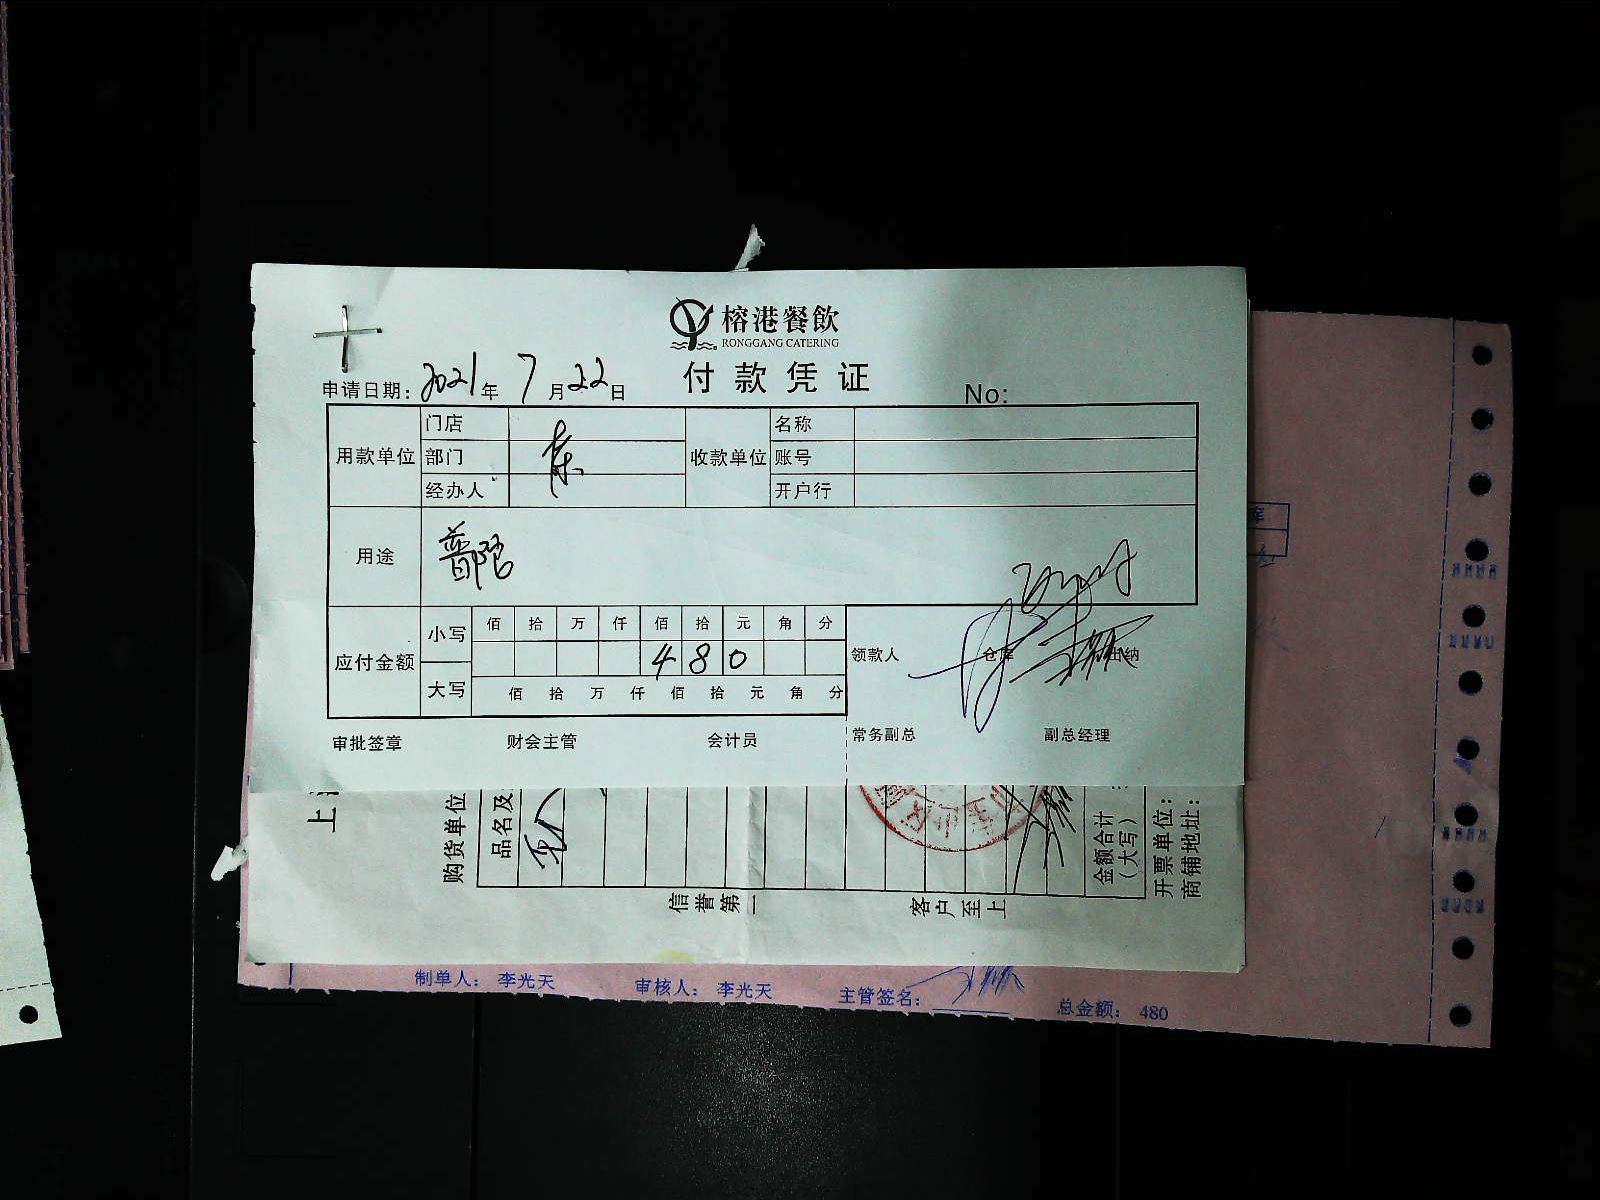 榕港餐飲
RONGGANG CATERING
付款凭证
申请日期：2021年7月22日 No:
用款单位 门店 收款单位 名称
部门 账号
经办人 开户行
用途 普陀
应付金额 小写 佰 拾 万 仟 佰 拾 元 角 分
4 8 0
大写 佰 拾 万 仟 佰 拾 元 角 分
领款人 仓库 出纳
审批签章 财会主管 会计员 常务副总 副总经理
上
购货单位
品名及
金额合计：
（大写）
开票单位：
商铺地址：
信誉第一 客户至上
制单人： 李光天 审核人： 李光天 主管签名： 总金额： 480